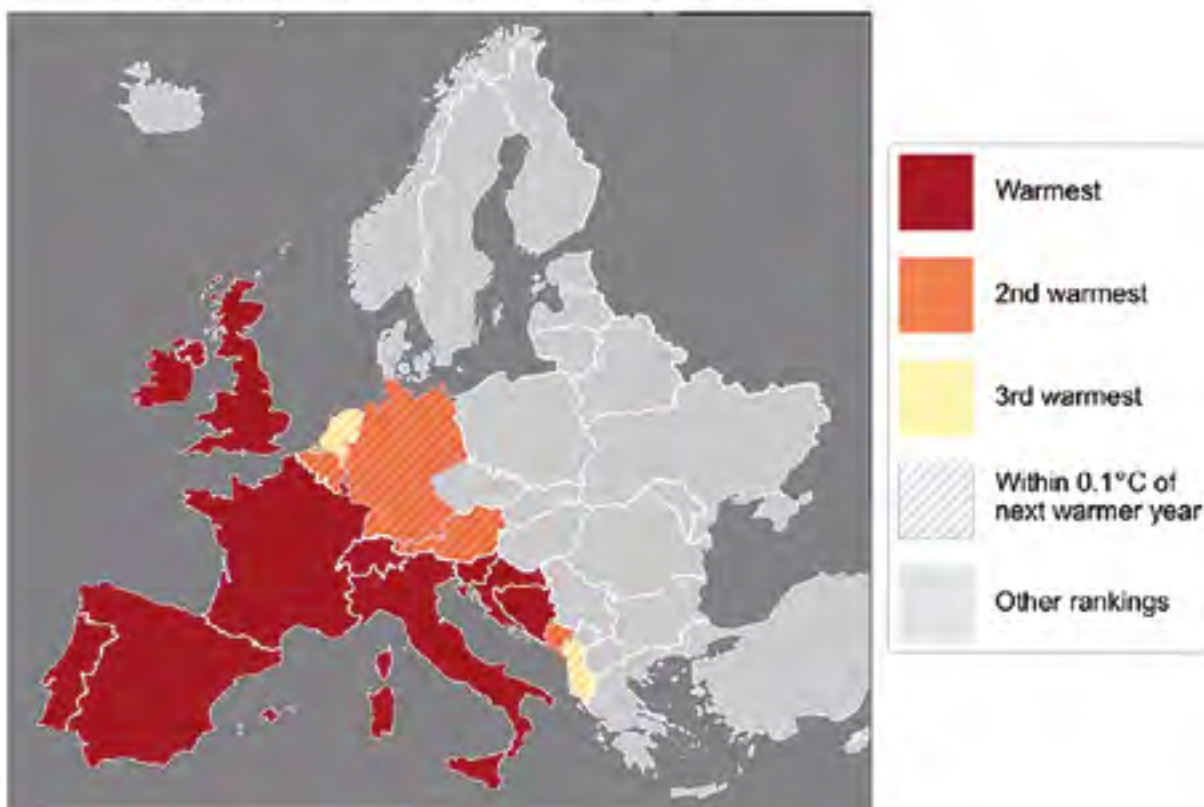 Warmest
2nd warmest
3rd warmest
Within 0.1°C of
next warmer year
Other rankings